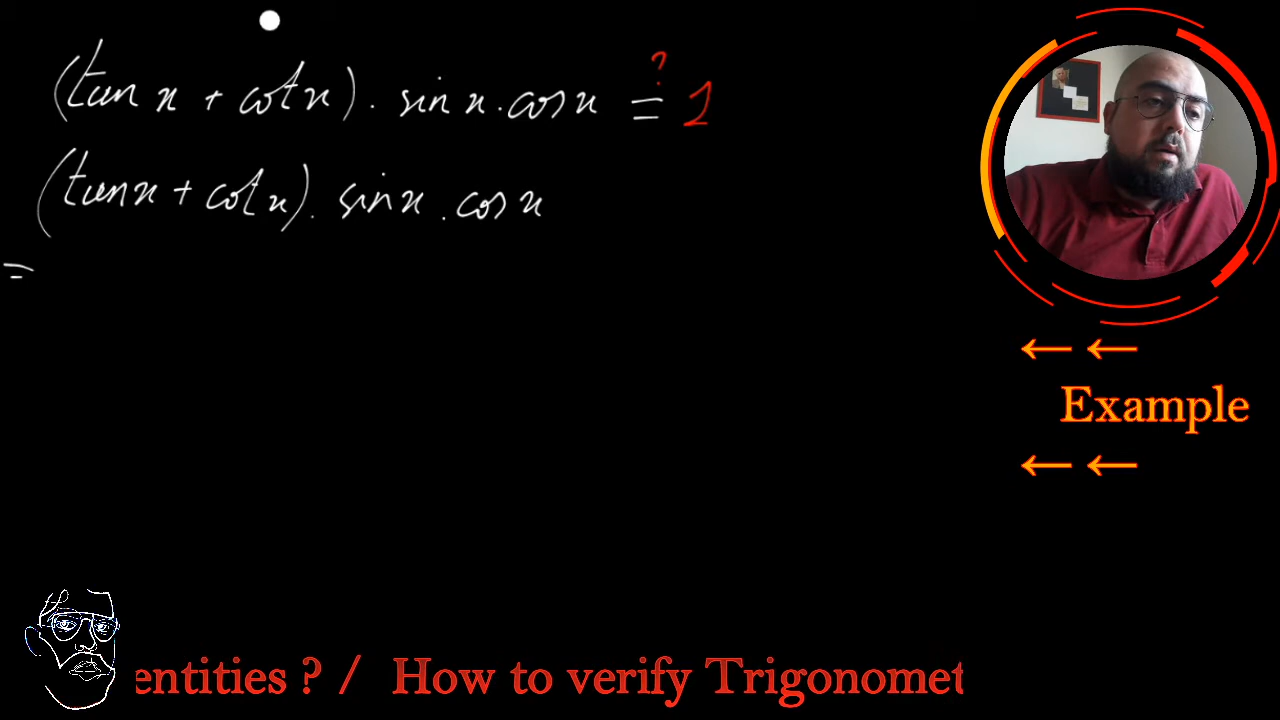 (tan x + cot x) . sin x . cos x = ? 1
(tan x + cot x) . sin x . cos x
=
← ←
Example
← ←
entities ? / How to verify Trigonomet